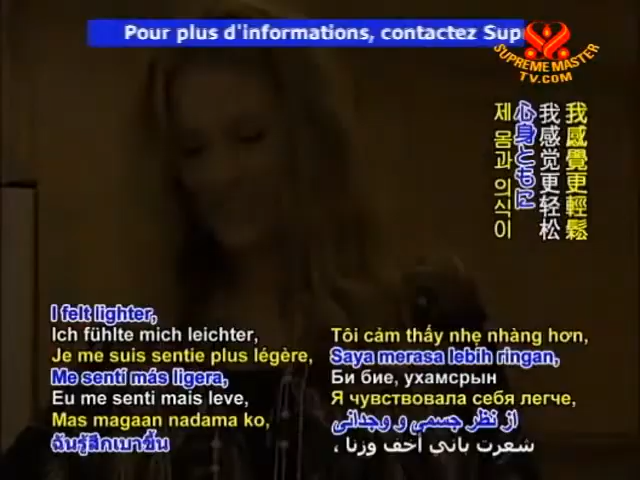 Pour plus d'informations, contactez Sup
SUPREME MASTER
TV.COM
我感覺更輕鬆
我感觉更轻松
心身ともに
제 몸과 의식이
I felt lighter,
Ich fühlte mich leichter,
Je me suis sentie plus légère,
Me sentí más ligera,
Eu me senti mais leve,
Mas magaan nadama ko,
ฉันรู้สึกเบาขึ้น
Tôi cảm thấy nhẹ nhàng hơn,
Saya merasa lebih ringan,
Би бие, ухамсрын
Я чувствовала себя легче,
از نظر جسمی و وجدانی
شعرت بأني أخف وزنا ،